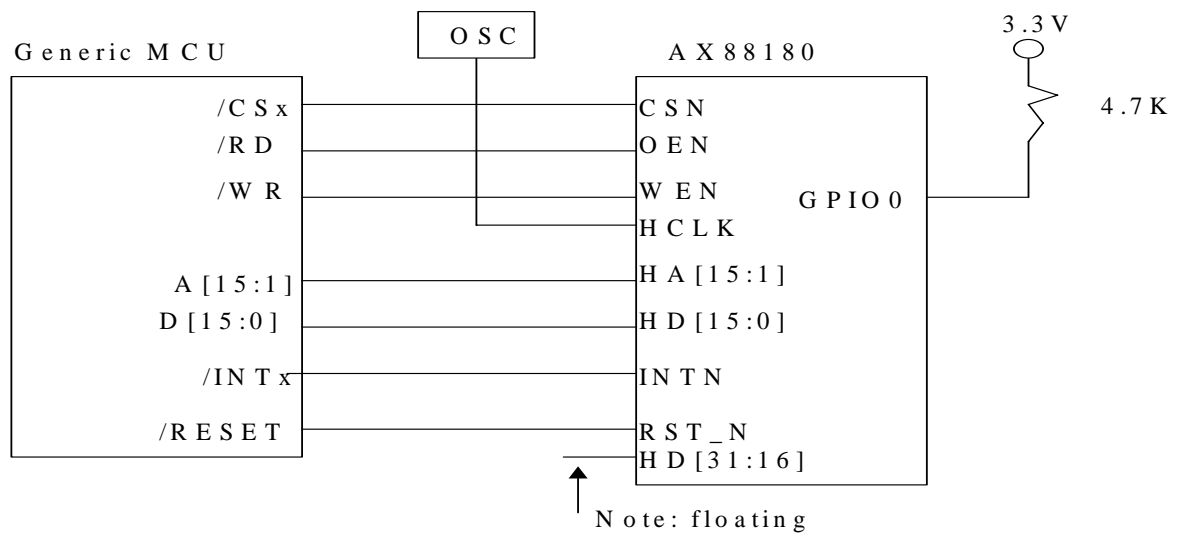 3.3V
OSC
Generic MCU
AX88180
4.7K
/CSx
CSN
/RD
OEN
/WR
WEN
GPIO0
HCLK
A[15:1]
HA[15:1]
D[15:0]
HD[15:0]
/INTx
INTN
/RESET
RST_N
HD[31:16]
Note: floating